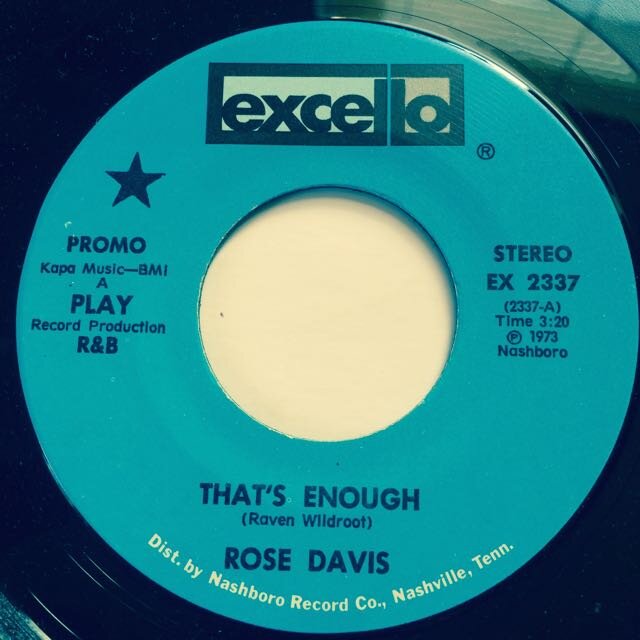 excello
®
PROMO
Kapa Music—BMI
A
PLAY
Record Production
R&B
STEREO
EX 2337
(2337-A)
Time 3:20
℗ 1973
Nashboro
THAT'S ENOUGH
(Raven Wildroot)
ROSE DAVIS
Dist. by Nashboro Record Co., Nashville, Tenn.